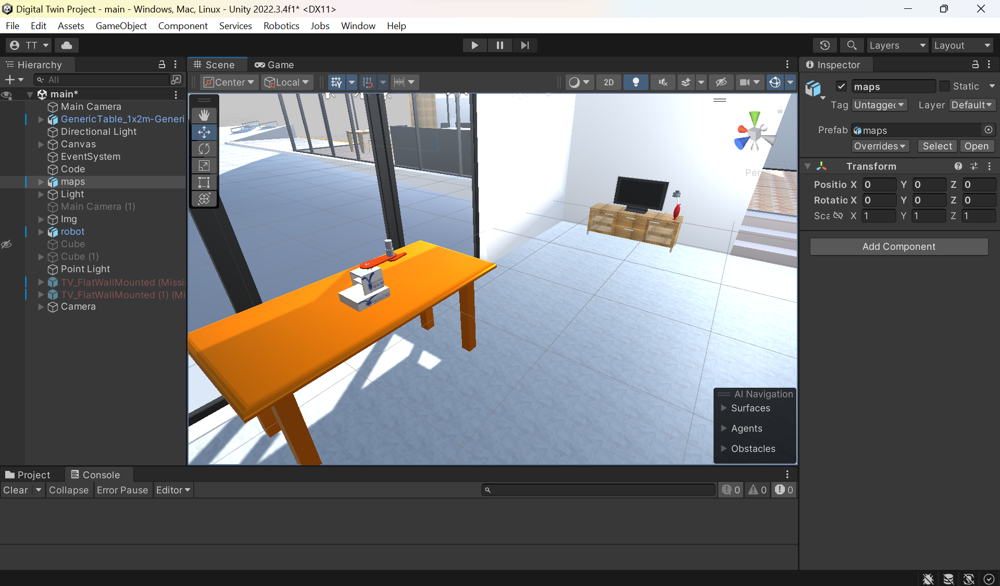 Digital Twin Project - main - Windows, Mac, Linux - Unity 2022.3.4f1* <DX11>
File Edit Assets GameObject Component Services Robotics Jobs Window Help
TT Layers Layout
Hierarchy
All
main*
Main Camera
GenericTable_1x2m-Generi
Directional Light
Canvas
EventSystem
Code
maps
Light
Main Camera (1)
Img
robot
Cube
Cube (1)
Point Light
TV_FlatWallMounted (Missi
TV_FlatWallMounted (1) (Mi
Camera
Scene Game
Center Local 2D
Persp
AI Navigation
Surfaces
Agents
Obstacles
Inspector
maps Static
Tag Untagged Layer Default
Prefab maps
Overrides Select Open
Transform
Positio X 0 Y 0 Z 0
Rotatio X 0 Y 0 Z 0
Sca X 1 Y 1 Z 1
Add Component
Project Console
Clear Collapse Error Pause Editor 0 0 0